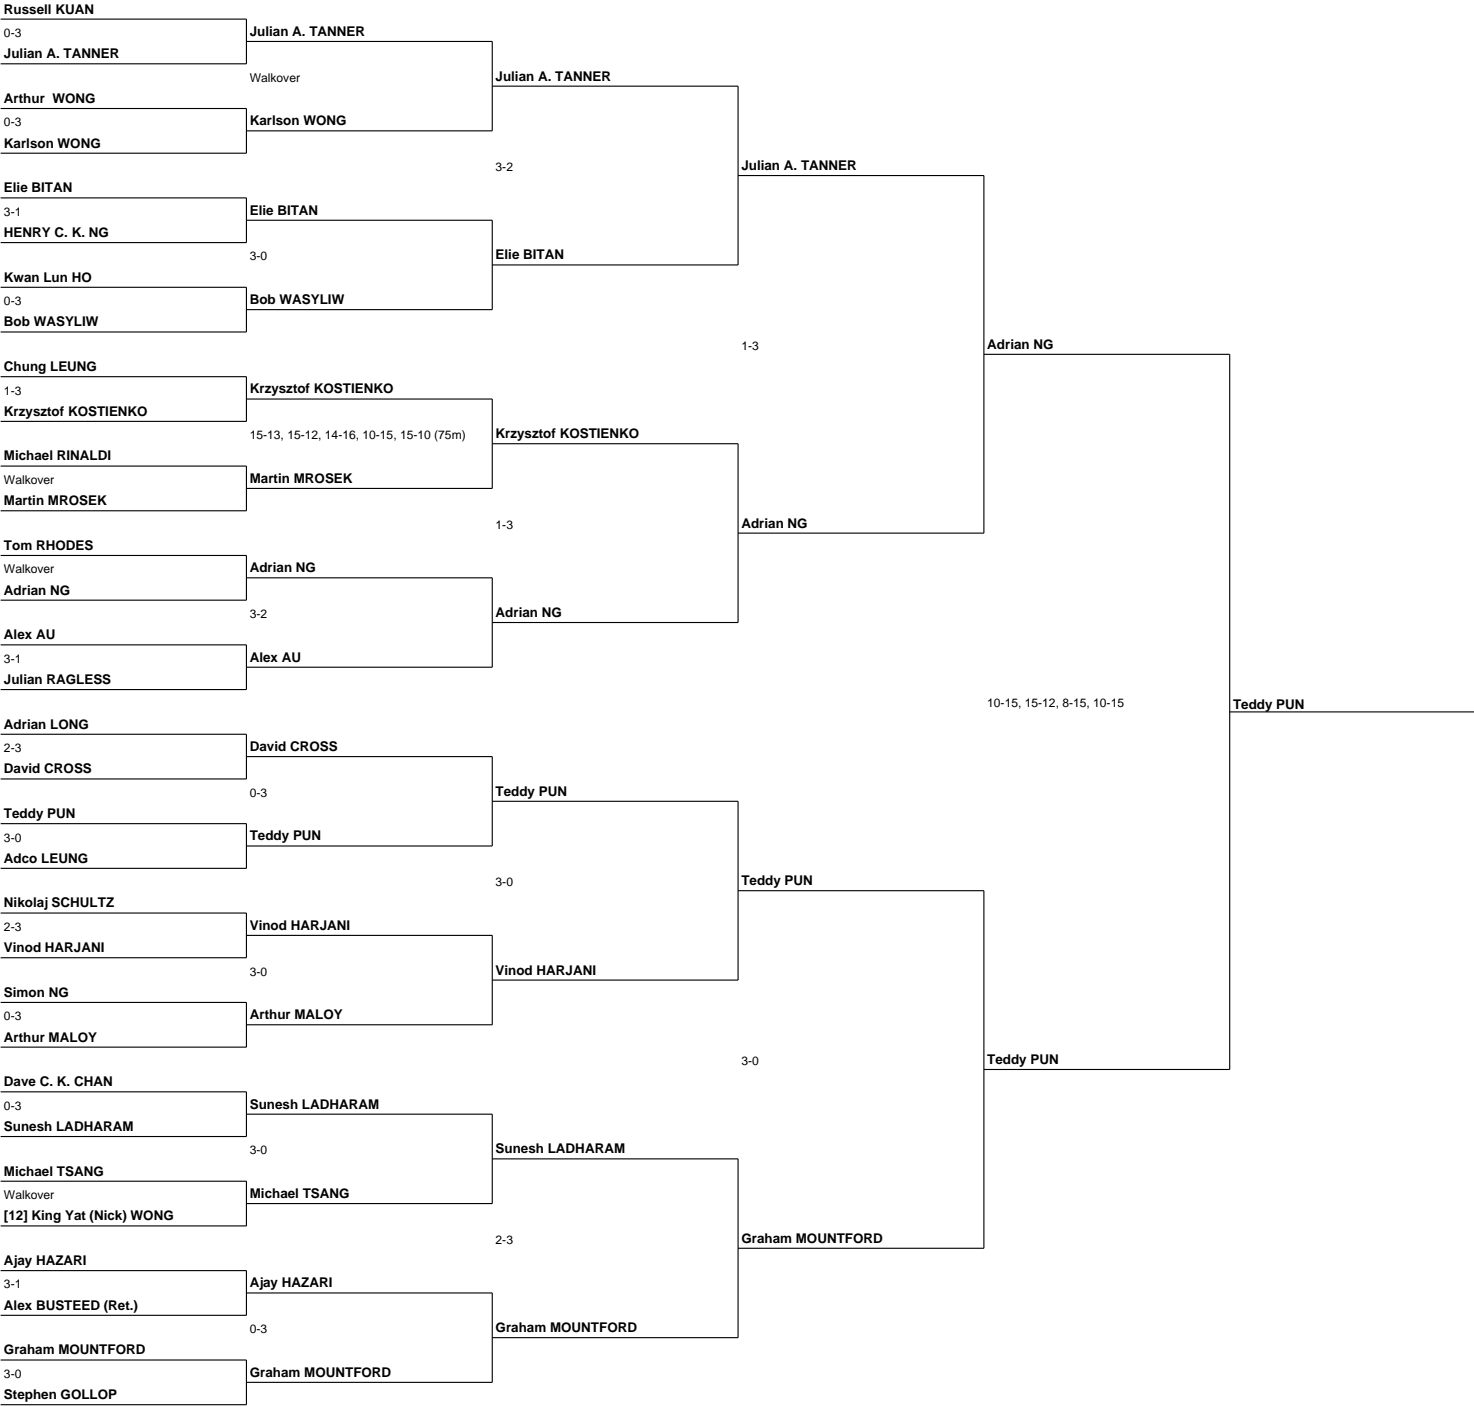 Russell KUAN
0-3
Julian A. TANNER
Julian A. TANNER
Walkover
Julian A. TANNER
Arthur  WONG
0-3
Karlson WONG
Karlson WONG
3-2
Julian A. TANNER
Elie BITAN
3-1
Elie BITAN
HENRY C. K. NG
3-0
Elie BITAN
Kwan Lun HO
0-3
Bob WASYLIW
Bob WASYLIW
1-3
Adrian NG
Chung LEUNG
1-3
Krzysztof KOSTIENKO
Krzysztof KOSTIENKO
15-13, 15-12, 14-16, 10-15, 15-10 (75m)
Krzysztof KOSTIENKO
Michael RINALDI
Walkover
Martin MROSEK
Martin MROSEK
1-3
Adrian NG
Tom RHODES
Walkover
Adrian NG
Adrian NG
3-2
Adrian NG
Alex AU
3-1
Alex AU
Julian RAGLESS
10-15, 15-12, 8-15, 10-15
Teddy PUN
Adrian LONG
2-3
David CROSS
David CROSS
0-3
Teddy PUN
Teddy PUN
3-0
Teddy PUN
Adco LEUNG
3-0
Teddy PUN
Nikolaj SCHULTZ
2-3
Vinod HARJANI
Vinod HARJANI
3-0
Vinod HARJANI
Simon NG
0-3
Arthur MALOY
Arthur MALOY
3-0
Teddy PUN
Dave C. K. CHAN
0-3
Sunesh LADHARAM
Sunesh LADHARAM
3-0
Sunesh LADHARAM
Michael TSANG
Walkover
Michael TSANG
[12] King Yat (Nick) WONG
2-3
Graham MOUNTFORD
Ajay HAZARI
3-1
Ajay HAZARI
Alex BUSTEED (Ret.)
0-3
Graham MOUNTFORD
Graham MOUNTFORD
3-0
Graham MOUNTFORD
Stephen GOLLOP